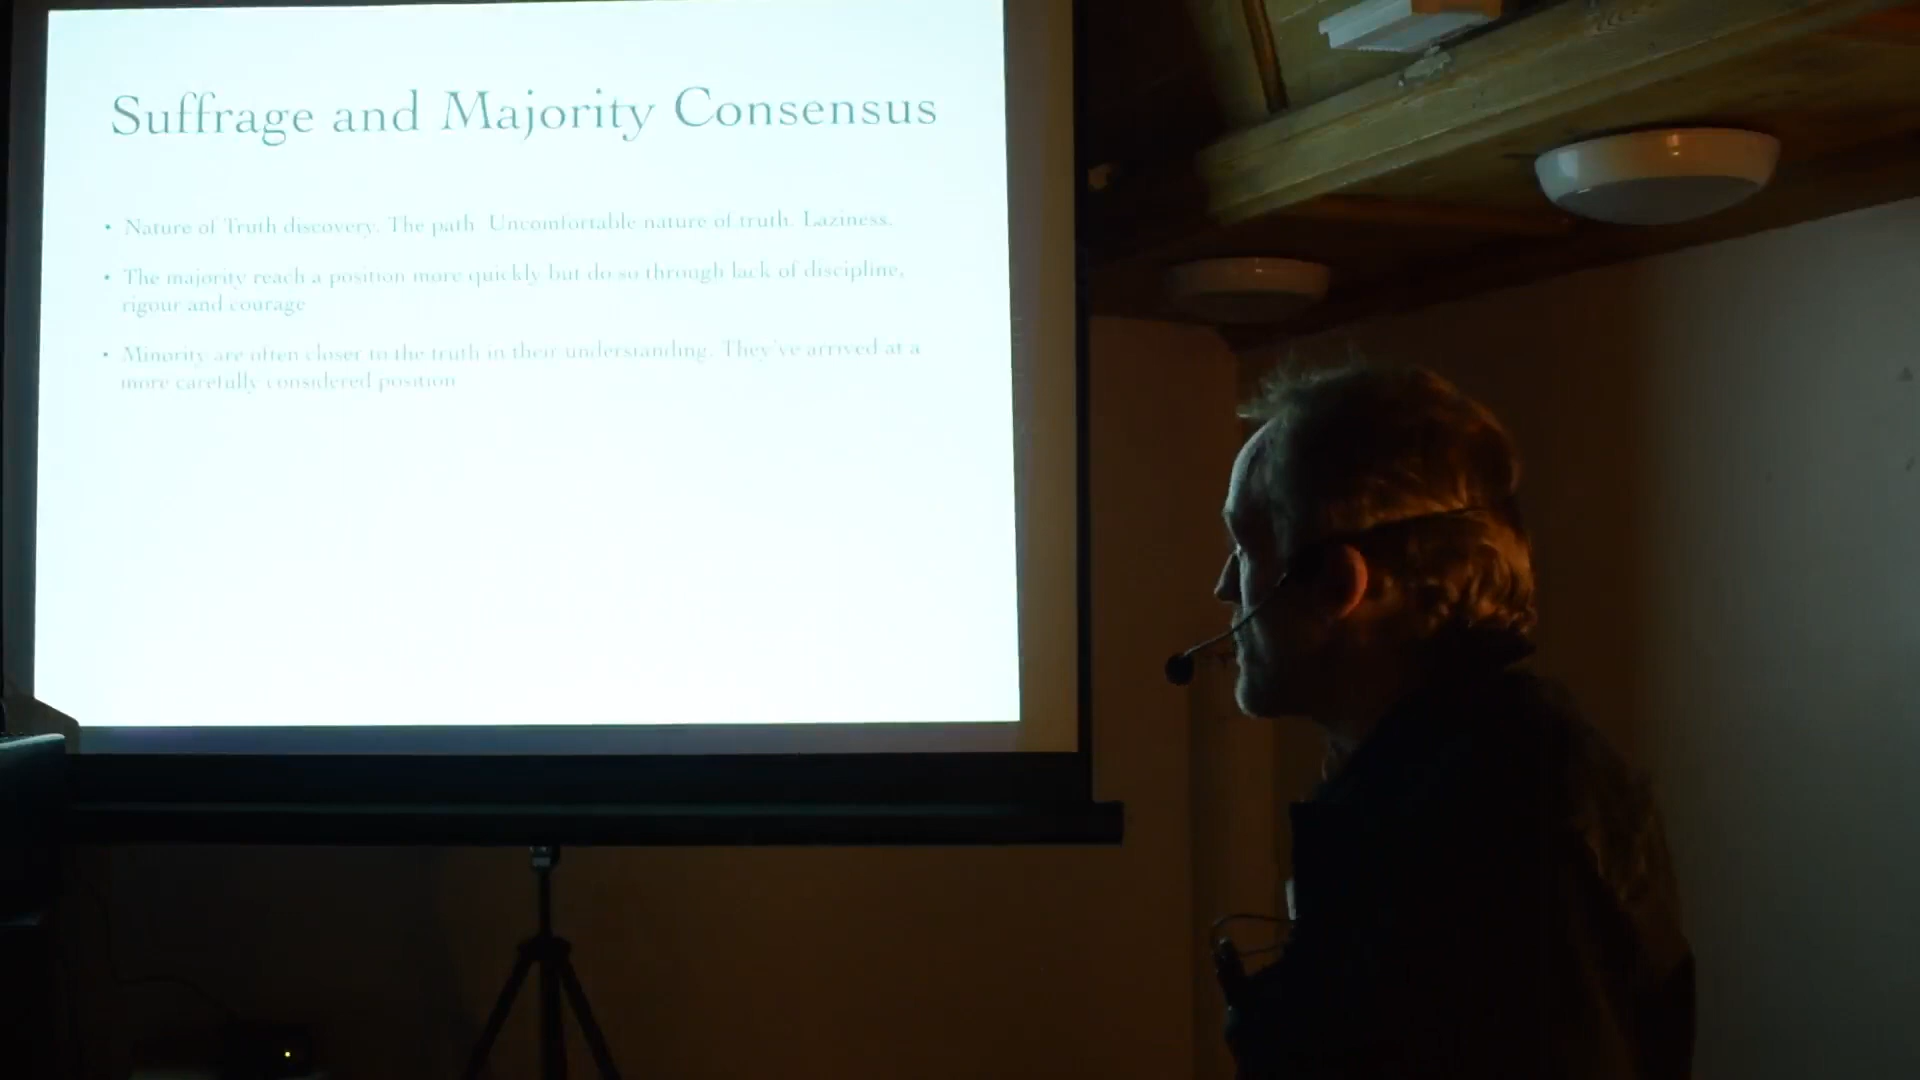 Suffrage and Majority Consensus
• Nature of Truth discovery. The path Uncomfortable nature of truth. Laziness.
• The majority reach a position more quickly but do so through lack of discipline,
rigour and courage
• Minority are often closer to the truth in their understanding. They've arrived at a
more carefully considered position